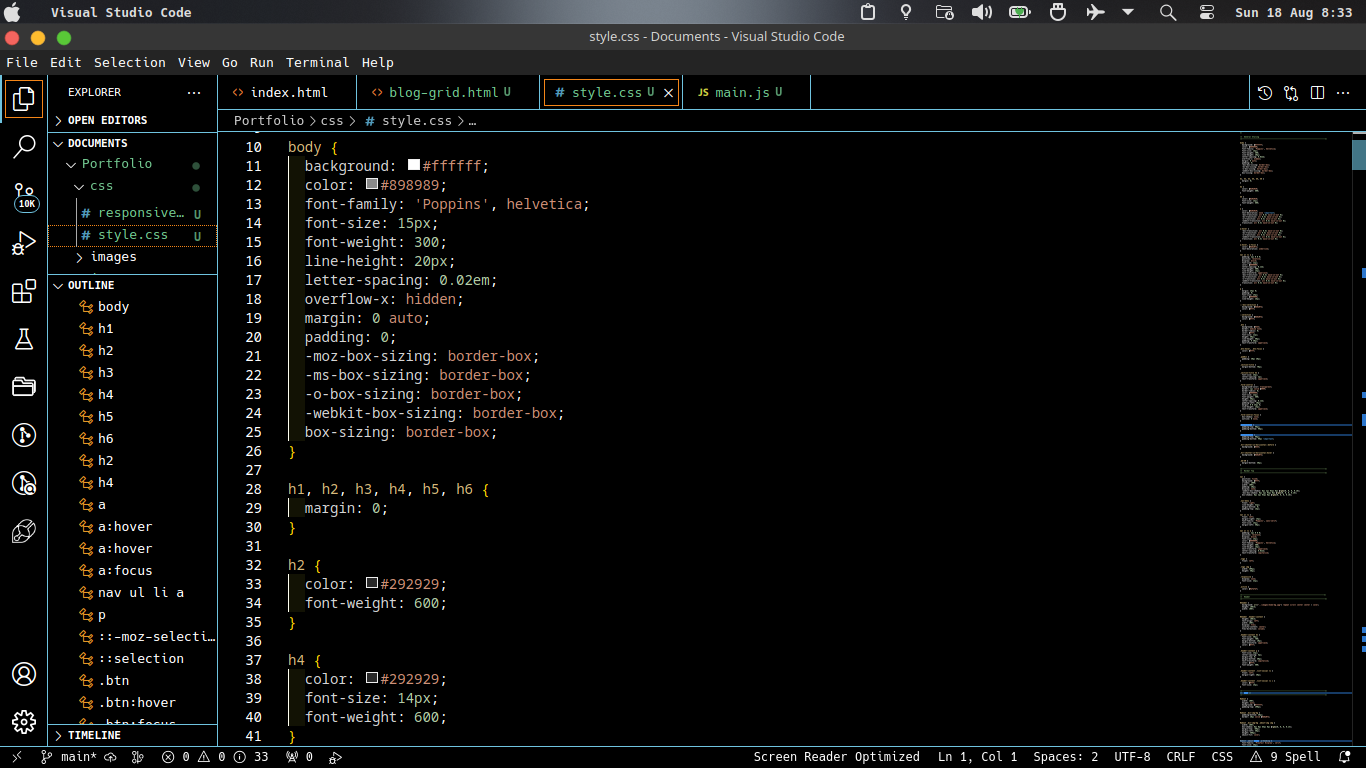 Visual Studio Code
Sun 18 Aug 8:33
style.css - Documents - Visual Studio Code
File Edit Selection View Go Run Terminal Help
EXPLORER
index.html
blog-grid.html U
style.css U
JS main.js U
OPEN EDITORS
Portfolio > css > # style.css > …
DOCUMENTS
Portfolio
css
# responsive… U
# style.css U
images
10K
OUTLINE
body
h1
h2
h3
h4
h5
h6
h2
h4
a
a:hover
a:hover
a:focus
nav ul li a
p
::-moz-selecti…
::selection
.btn
.btn:hover
.btn:focus
TIMELINE
10 body {
11 background: #ffffff;
12 color: #898989;
13 font-family: 'Poppins', helvetica;
14 font-size: 15px;
15 font-weight: 300;
16 line-height: 20px;
17 letter-spacing: 0.02em;
18 overflow-x: hidden;
19 margin: 0 auto;
20 padding: 0;
21 -moz-box-sizing: border-box;
22 -ms-box-sizing: border-box;
23 -o-box-sizing: border-box;
24 -webkit-box-sizing: border-box;
25 box-sizing: border-box;
26 }
27
28 h1, h2, h3, h4, h5, h6 {
29 margin: 0;
30 }
31
32 h2 {
33 color: #292929;
34 font-weight: 600;
35 }
36
37 h4 {
38 color: #292929;
39 font-size: 14px;
40 font-weight: 600;
41 }
main* 0 0 33 0 Screen Reader Optimized Ln 1, Col 1 Spaces: 2 UTF-8 CRLF CSS 9 Spell